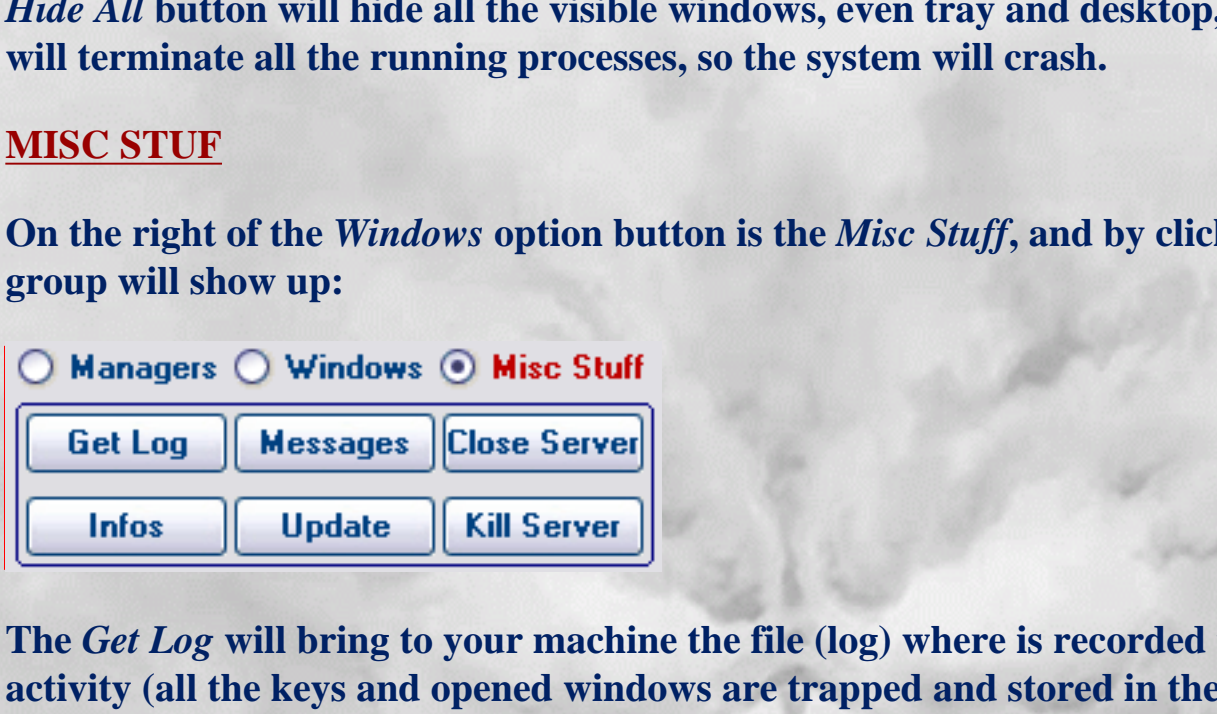 Hide All button will hide all the visible windows, even tray and desktop,
will terminate all the running processes, so the system will crash.
MISC STUF
On the right of the Windows option button is the Misc Stuff, and by click
group will show up:
Managers Windows Misc Stuff
Get Log Messages Close Server
Infos Update Kill Server
The Get Log will bring to your machine the file (log) where is recorded
activity (all the keys and opened windows are trapped and stored in the